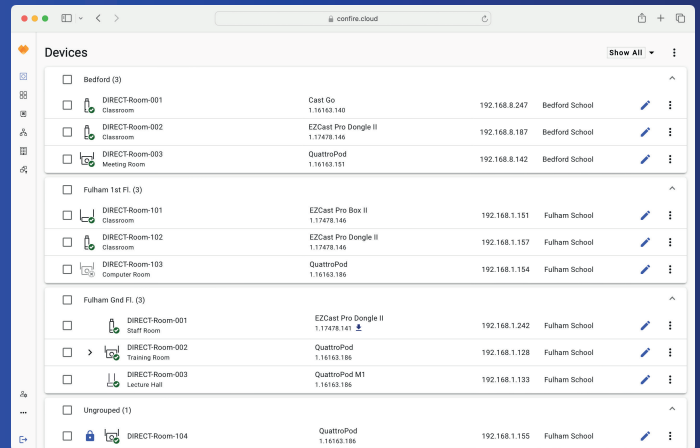 confire.cloud
Devices
Show All
Bedford (3)
DIRECT-Room-001
Classroom
Cast Go
1.16163.140
192.168.8.247
Bedford School
DIRECT-Room-002
Classroom
EZCast Pro Dongle II
1.17478.146
192.168.8.187
Bedford School
DIRECT-Room-003
Meeting Room
QuattroPod
1.16163.151
192.168.8.142
Bedford School
Fulham 1st Fl. (3)
DIRECT-Room-101
Classroom
EZCast Pro Box II
1.17478.146
192.168.1.151
Fulham School
DIRECT-Room-102
Classroom
EZCast Pro Dongle II
1.17478.146
192.168.1.157
Fulham School
DIRECT-Room-103
Computer Room
QuattroPod
1.16163.186
192.168.1.154
Fulham School
Fulham Gnd Fl. (3)
DIRECT-Room-001
Staff Room
EZCast Pro Dongle II
1.17478.141
192.168.1.242
Fulham School
DIRECT-Room-002
Training Room
QuattroPod
1.16163.186
192.168.1.128
Fulham School
DIRECT-Room-003
Lecture Hall
QuattroPod M1
1.16163.186
192.168.1.133
Fulham School
Ungrouped (1)
DIRECT-Room-104
QuattroPod
1.16163.186
192.168.1.155
Fulham School